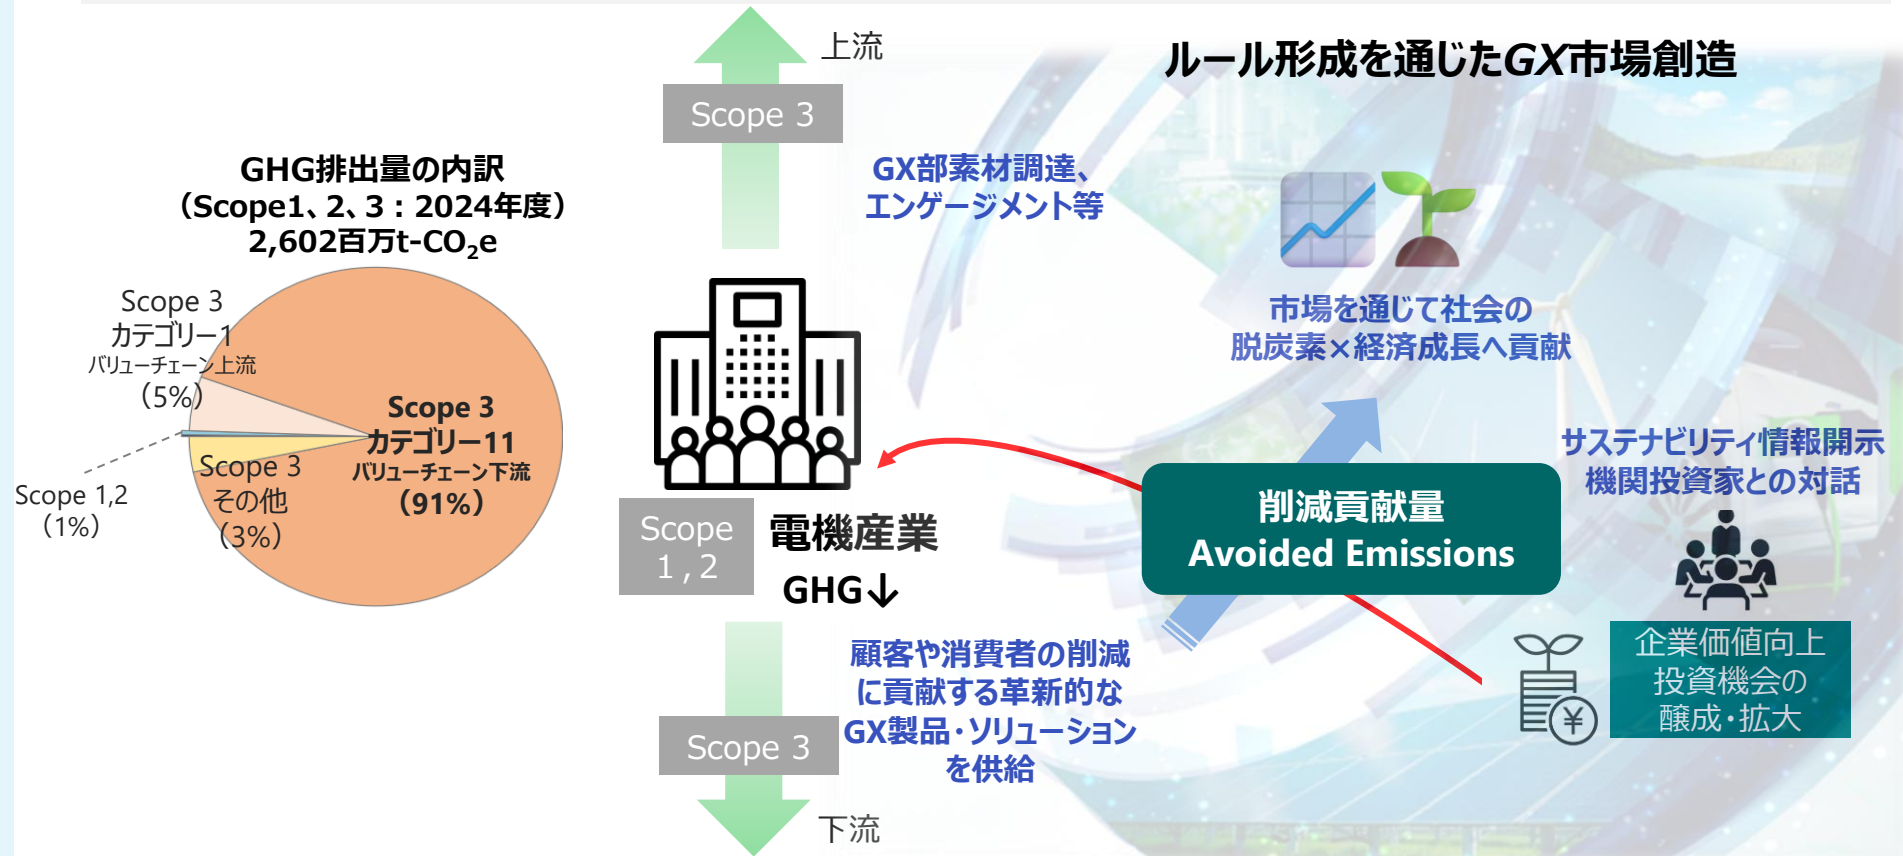 ルール形成を通じたGX市場創造
上流
Scope 3
GX部素材調達、
エンゲージメント等
GHG排出量の内訳
（Scope1、2、3：2024年度）
2,602百万t-CO₂e
Scope 3
カテゴリー1
バリューチェーン上流
（5%）
Scope 3
カテゴリー11
バリューチェーン下流
（91%）
Scope 1,2
（1%）
Scope 3
その他
（3%）
Scope
1 , 2
電機産業
GHG↓
顧客や消費者の削減
に貢献する革新的な
GX製品・ソリューション
を供給
Scope 3
下流
市場を通じて社会の
脱炭素×経済成長へ貢献
削減貢献量
Avoided Emissions
サステナビリティ情報開示
機関投資家との対話
¥
企業価値向上
投資機会の
醸成・拡大